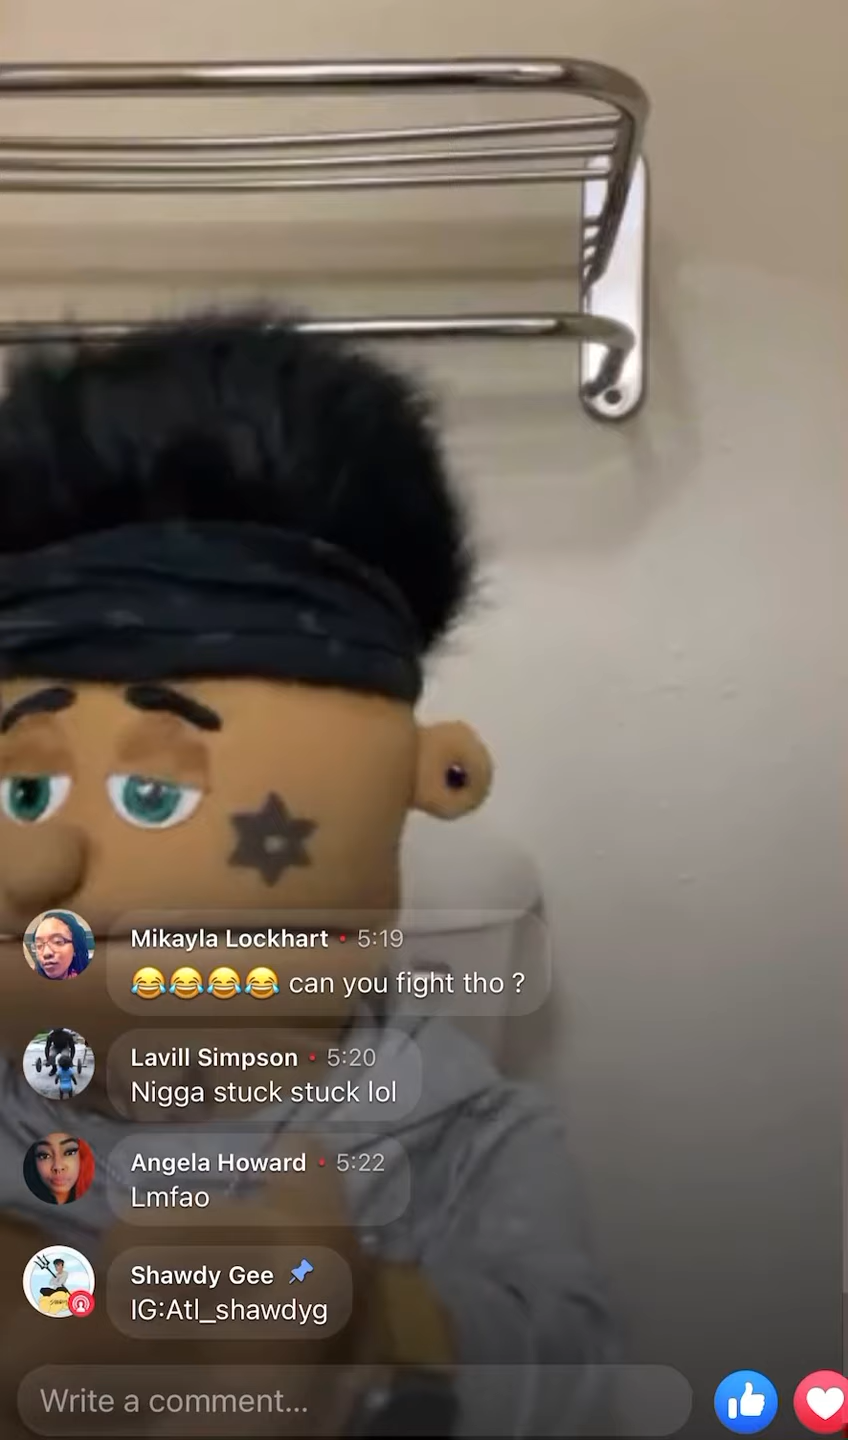 Mikayla Lockhart • 5:19
😂😂😂😂 can you fight tho ?
Lavill Simpson • 5:20
Nigga stuck stuck lol
Angela Howard • 5:22
Lmfao
Shawdy Gee 📌
IG:Atl_shawdyg
Write a comment...